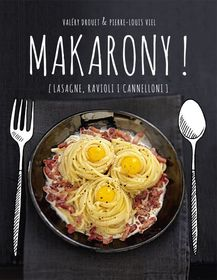 VALÉRY DROUET & PIERRE-LOUIS VIEL
MAKARONY!
[LASAGNE, RAVIOLI I CANNELLONI]